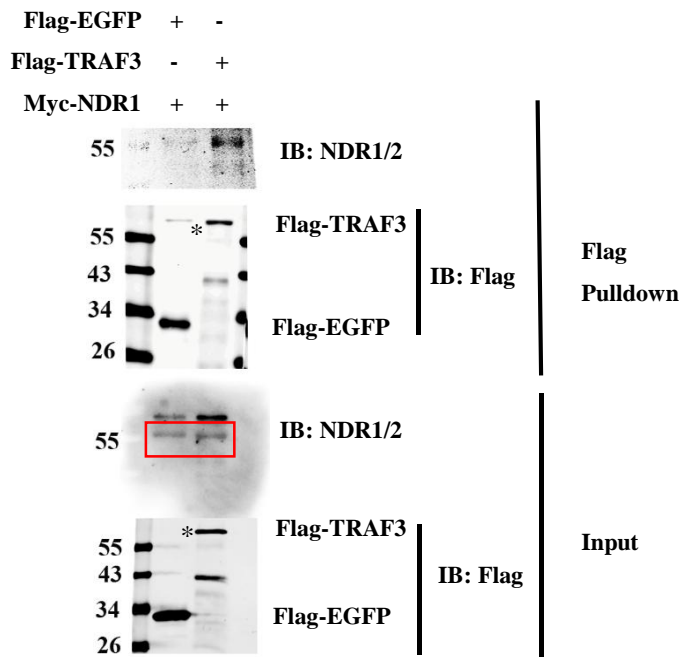 Flag-EGFP + -
Flag-TRAF3 - +
Myc-NDR1 + +
55 IB: NDR1/2
* Flag-TRAF3
55
43 IB: Flag
34
Flag-EGFP
26
Flag
Pulldown
55 IB: NDR1/2
* Flag-TRAF3
55
43 IB: Flag
34 Flag-EGFP
26
Input